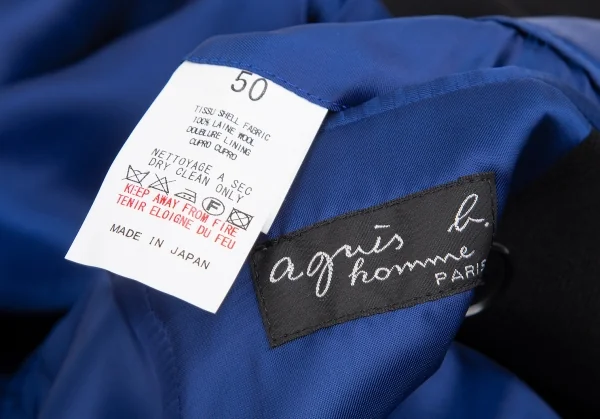 50
TISSU SHELL FABRIC
100% LAINE WOOL
DOUBLURE LINING
CUPRO CUPRO
NETTOYAGE A SEC
DRY CLEAN ONLY
F
KEEP AWAY FROM FIRE
TENIR ELOIGNE DU FEU
MADE IN JAPAN
agnès b.
homme
PARIS